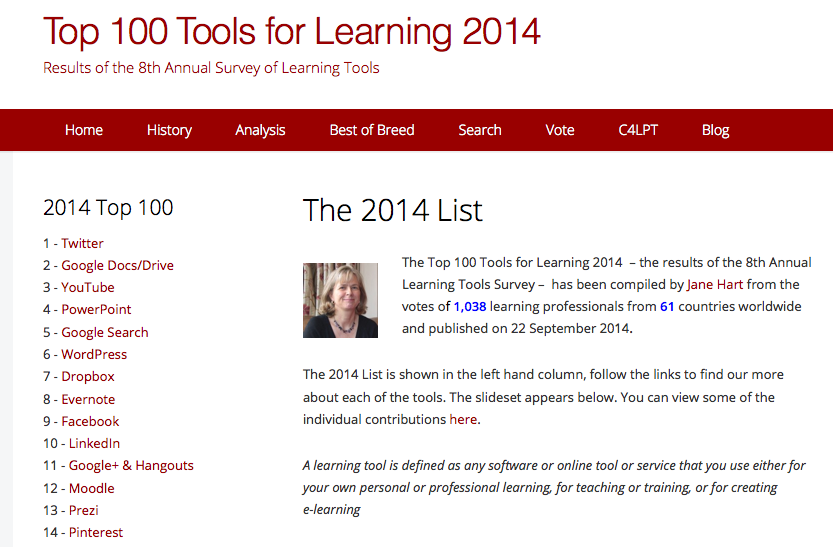 Top 100 Tools for Learning 2014
Results of the 8th Annual Survey of Learning Tools
Home History Analysis Best of Breed Search Vote C4LPT Blog
2014 Top 100
1 - Twitter
2 - Google Docs/Drive
3 - YouTube
4 - PowerPoint
5 - Google Search
6 - WordPress
7 - Dropbox
8 - Evernote
9 - Facebook
10 - LinkedIn
11 - Google+ & Hangouts
12 - Moodle
13 - Prezi
14 - Pinterest
The 2014 List
The Top 100 Tools for Learning 2014 – the results of the 8th Annual
Learning Tools Survey – has been compiled by Jane Hart from the
votes of 1,038 learning professionals from 61 countries worldwide
and published on 22 September 2014.
The 2014 List is shown in the left hand column, follow the links to find our more
about each of the tools. The slideset appears below. You can view some of the
individual contributions here.
A learning tool is defined as any software or online tool or service that you use either for
your own personal or professional learning, for teaching or training, or for creating
e-learning